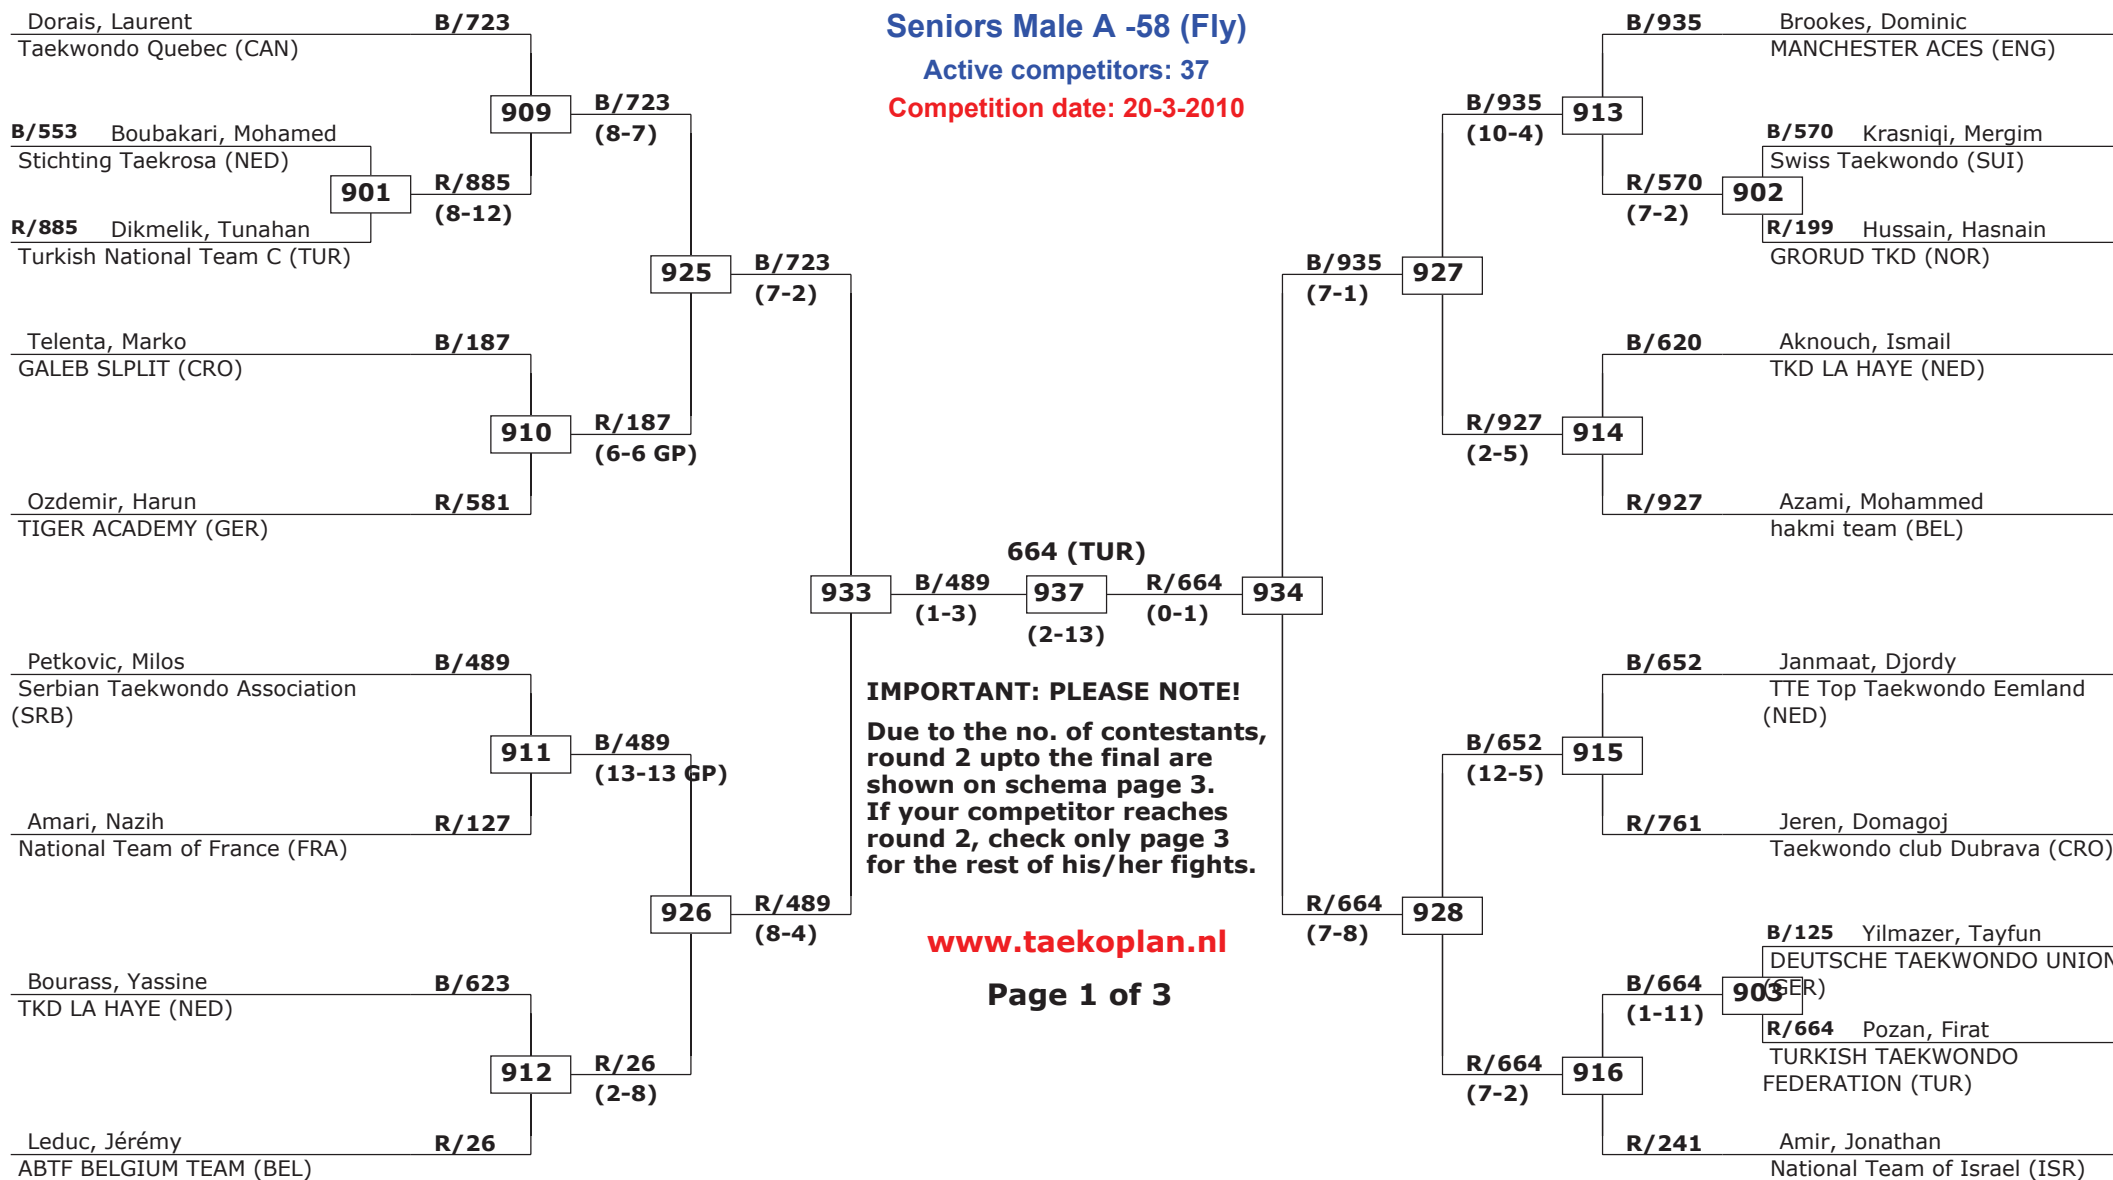 Seniors Male A -58 (Fly)
Active competitors: 37
Competition date: 20-3-2010
Dorais, Laurent B/723
Taekwondo Quebec (CAN)
B/553 Boubakari, Mohamed
Stichting Taekrosa (NED)
901
R/885
(8-12)
R/885 Dikmelik, Tunahan
Turkish National Team C (TUR)
909
B/723
(8-7)
Telenta, Marko B/187
GALEB SLPLIT (CRO)
910
R/187
(6-6 GP)
Ozdemir, Harun R/581
TIGER ACADEMY (GER)
925
B/723
(7-2)
Petkovic, Milos B/489
Serbian Taekwondo Association
(SRB)
911
B/489
(13-13 GP)
Amari, Nazih R/127
National Team of France (FRA)
926
R/489
(8-4)
Bourass, Yassine B/623
TKD LA HAYE (NED)
912
R/26
(2-8)
Leduc, Jérémy R/26
ABTF BELGIUM TEAM (BEL)
664 (TUR)
933
B/489
(1-3)
937
(2-13)
R/664
(0-1)
934
IMPORTANT: PLEASE NOTE!
Due to the no. of contestants,
round 2 upto the final are
shown on schema page 3.
If your competitor reaches
round 2, check only page 3
for the rest of his/her fights.
www.taekoplan.nl
Page 1 of 3
B/935 Brookes, Dominic
MANCHESTER ACES (ENG)
B/935
(10-4)
913
B/570 Krasniqi, Mergim
Swiss Taekwondo (SUI)
R/570
(7-2)
902
R/199 Hussain, Hasnain
GRORUD TKD (NOR)
B/935
(7-1)
927
B/620 Aknouch, Ismail
TKD LA HAYE (NED)
R/927
(2-5)
914
R/927 Azami, Mohammed
hakmi team (BEL)
B/652 Janmaat, Djordy
TTE Top Taekwondo Eemland
(NED)
B/652
(12-5)
915
R/761 Jeren, Domagoj
Taekwondo club Dubrava (CRO)
R/664
(7-8)
928
B/125 Yilmazer, Tayfun
DEUTSCHE TAEKWONDO UNION
(GER)
B/664
(1-11)
903
R/664 Pozan, Firat
TURKISH TAEKWONDO
FEDERATION (TUR)
R/664
(7-2)
916
R/241 Amir, Jonathan
National Team of Israel (ISR)